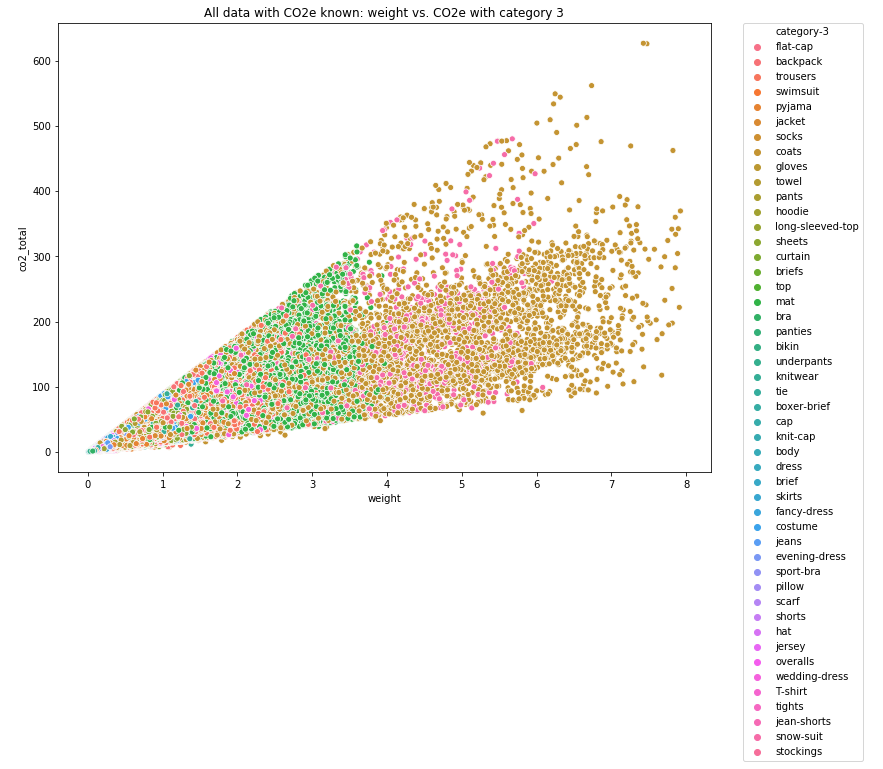 All data with CO2e known: weight vs. CO2e with category 3
co2_total
600
500
400
300
200
100
0
0 1 2 3 4 5 6 7 8
weight
category-3
flat-cap
backpack
trousers
swimsuit
pyjama
jacket
socks
coats
gloves
towel
pants
hoodie
long-sleeved-top
sheets
curtain
briefs
top
mat
bra
panties
bikin
underpants
knitwear
tie
boxer-brief
cap
knit-cap
body
dress
brief
skirts
fancy-dress
costume
jeans
evening-dress
sport-bra
pillow
scarf
shorts
hat
jersey
overalls
wedding-dress
T-shirt
tights
jean-shorts
snow-suit
stockings